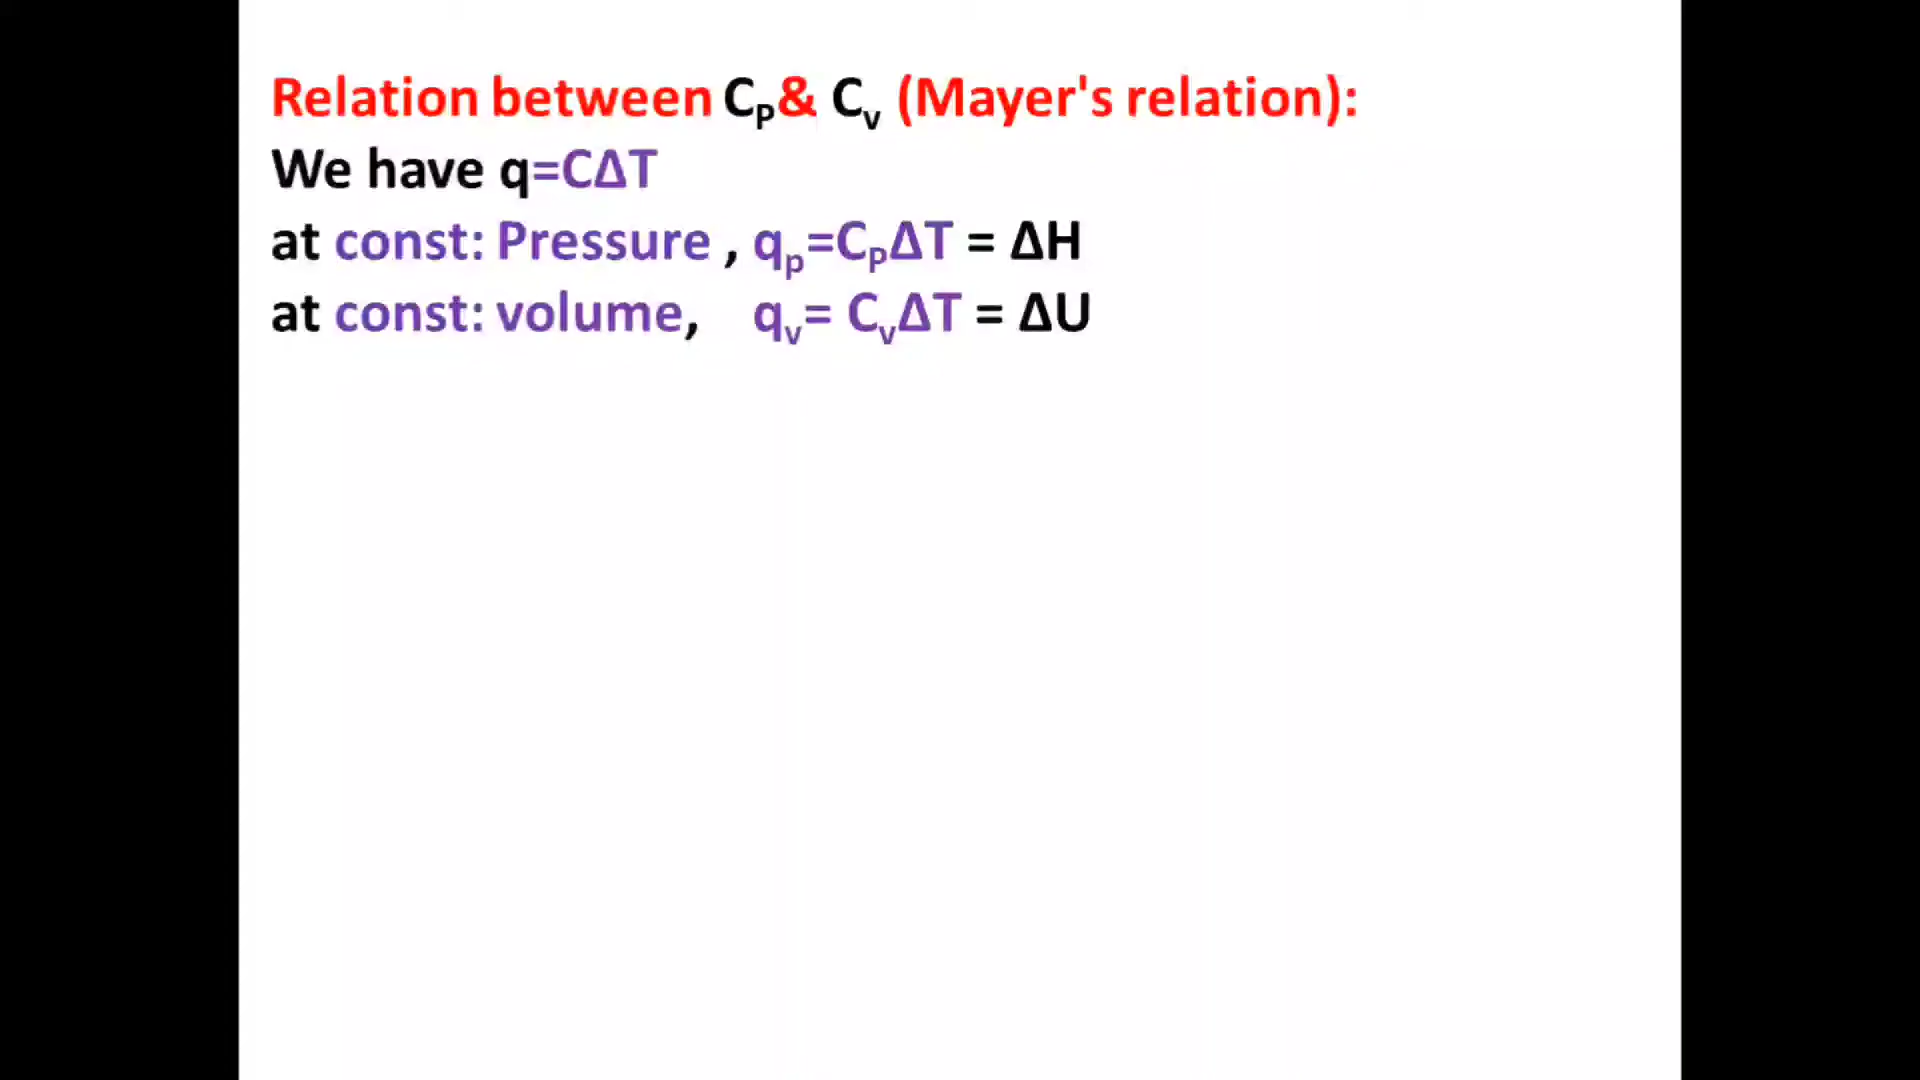 Relation between Cₚ& Cᵥ (Mayer's relation):
We have q=CΔT
at const: Pressure , qₚ=CₚΔT = ΔH
at const: volume, qᵥ= CᵥΔT = ΔU